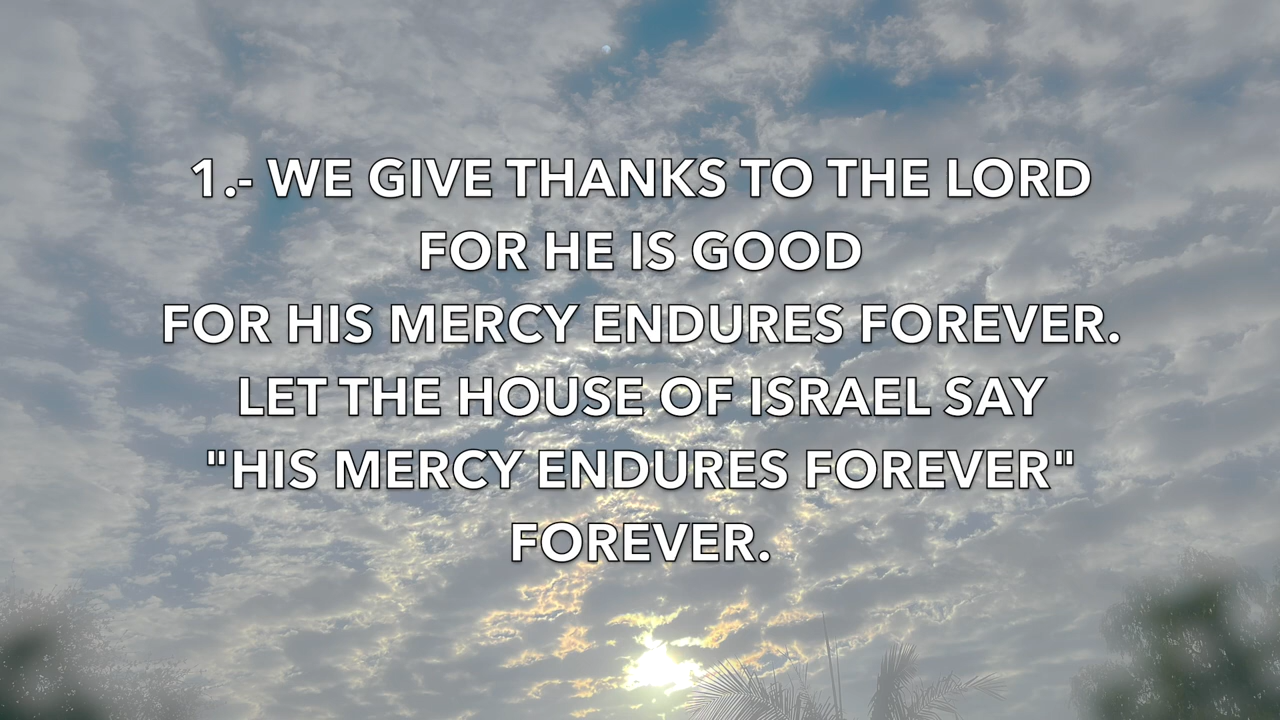 1.- WE GIVE THANKS TO THE LORD
FOR HE IS GOOD
FOR HIS MERCY ENDURES FOREVER.
LET THE HOUSE OF ISRAEL SAY
"HIS MERCY ENDURES FOREVER"
FOREVER.